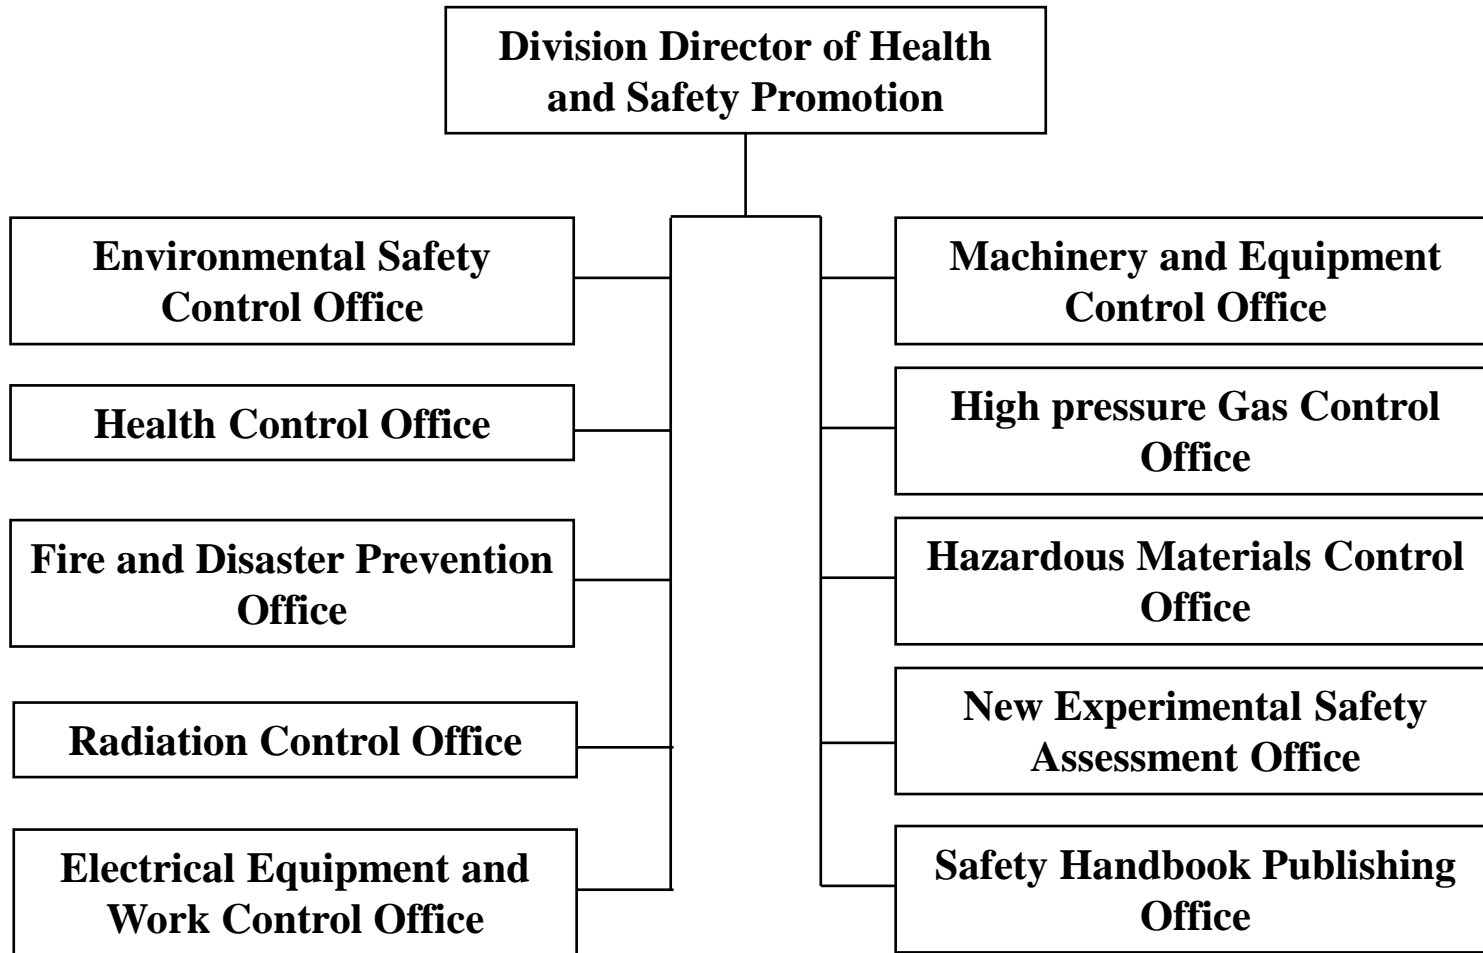 Division Director of Health
and Safety Promotion
Environmental Safety
Control Office
Health Control Office
Fire and Disaster Prevention
Office
Radiation Control Office
Electrical Equipment and
Work Control Office
Machinery and Equipment
Control Office
High pressure Gas Control
Office
Hazardous Materials Control
Office
New Experimental Safety
Assessment Office
Safety Handbook Publishing
Office